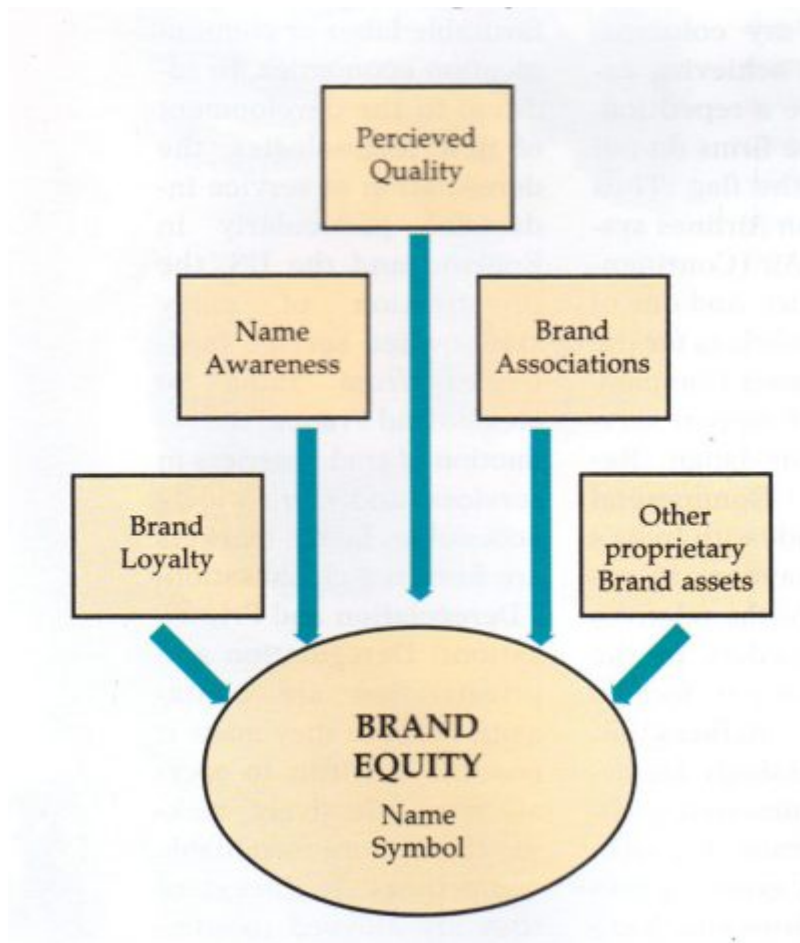 Percieved
Quality
Name
Awareness
Brand
Associations
Brand
Loyalty
Other
proprietary
Brand assets
BRAND
EQUITY
Name
Symbol